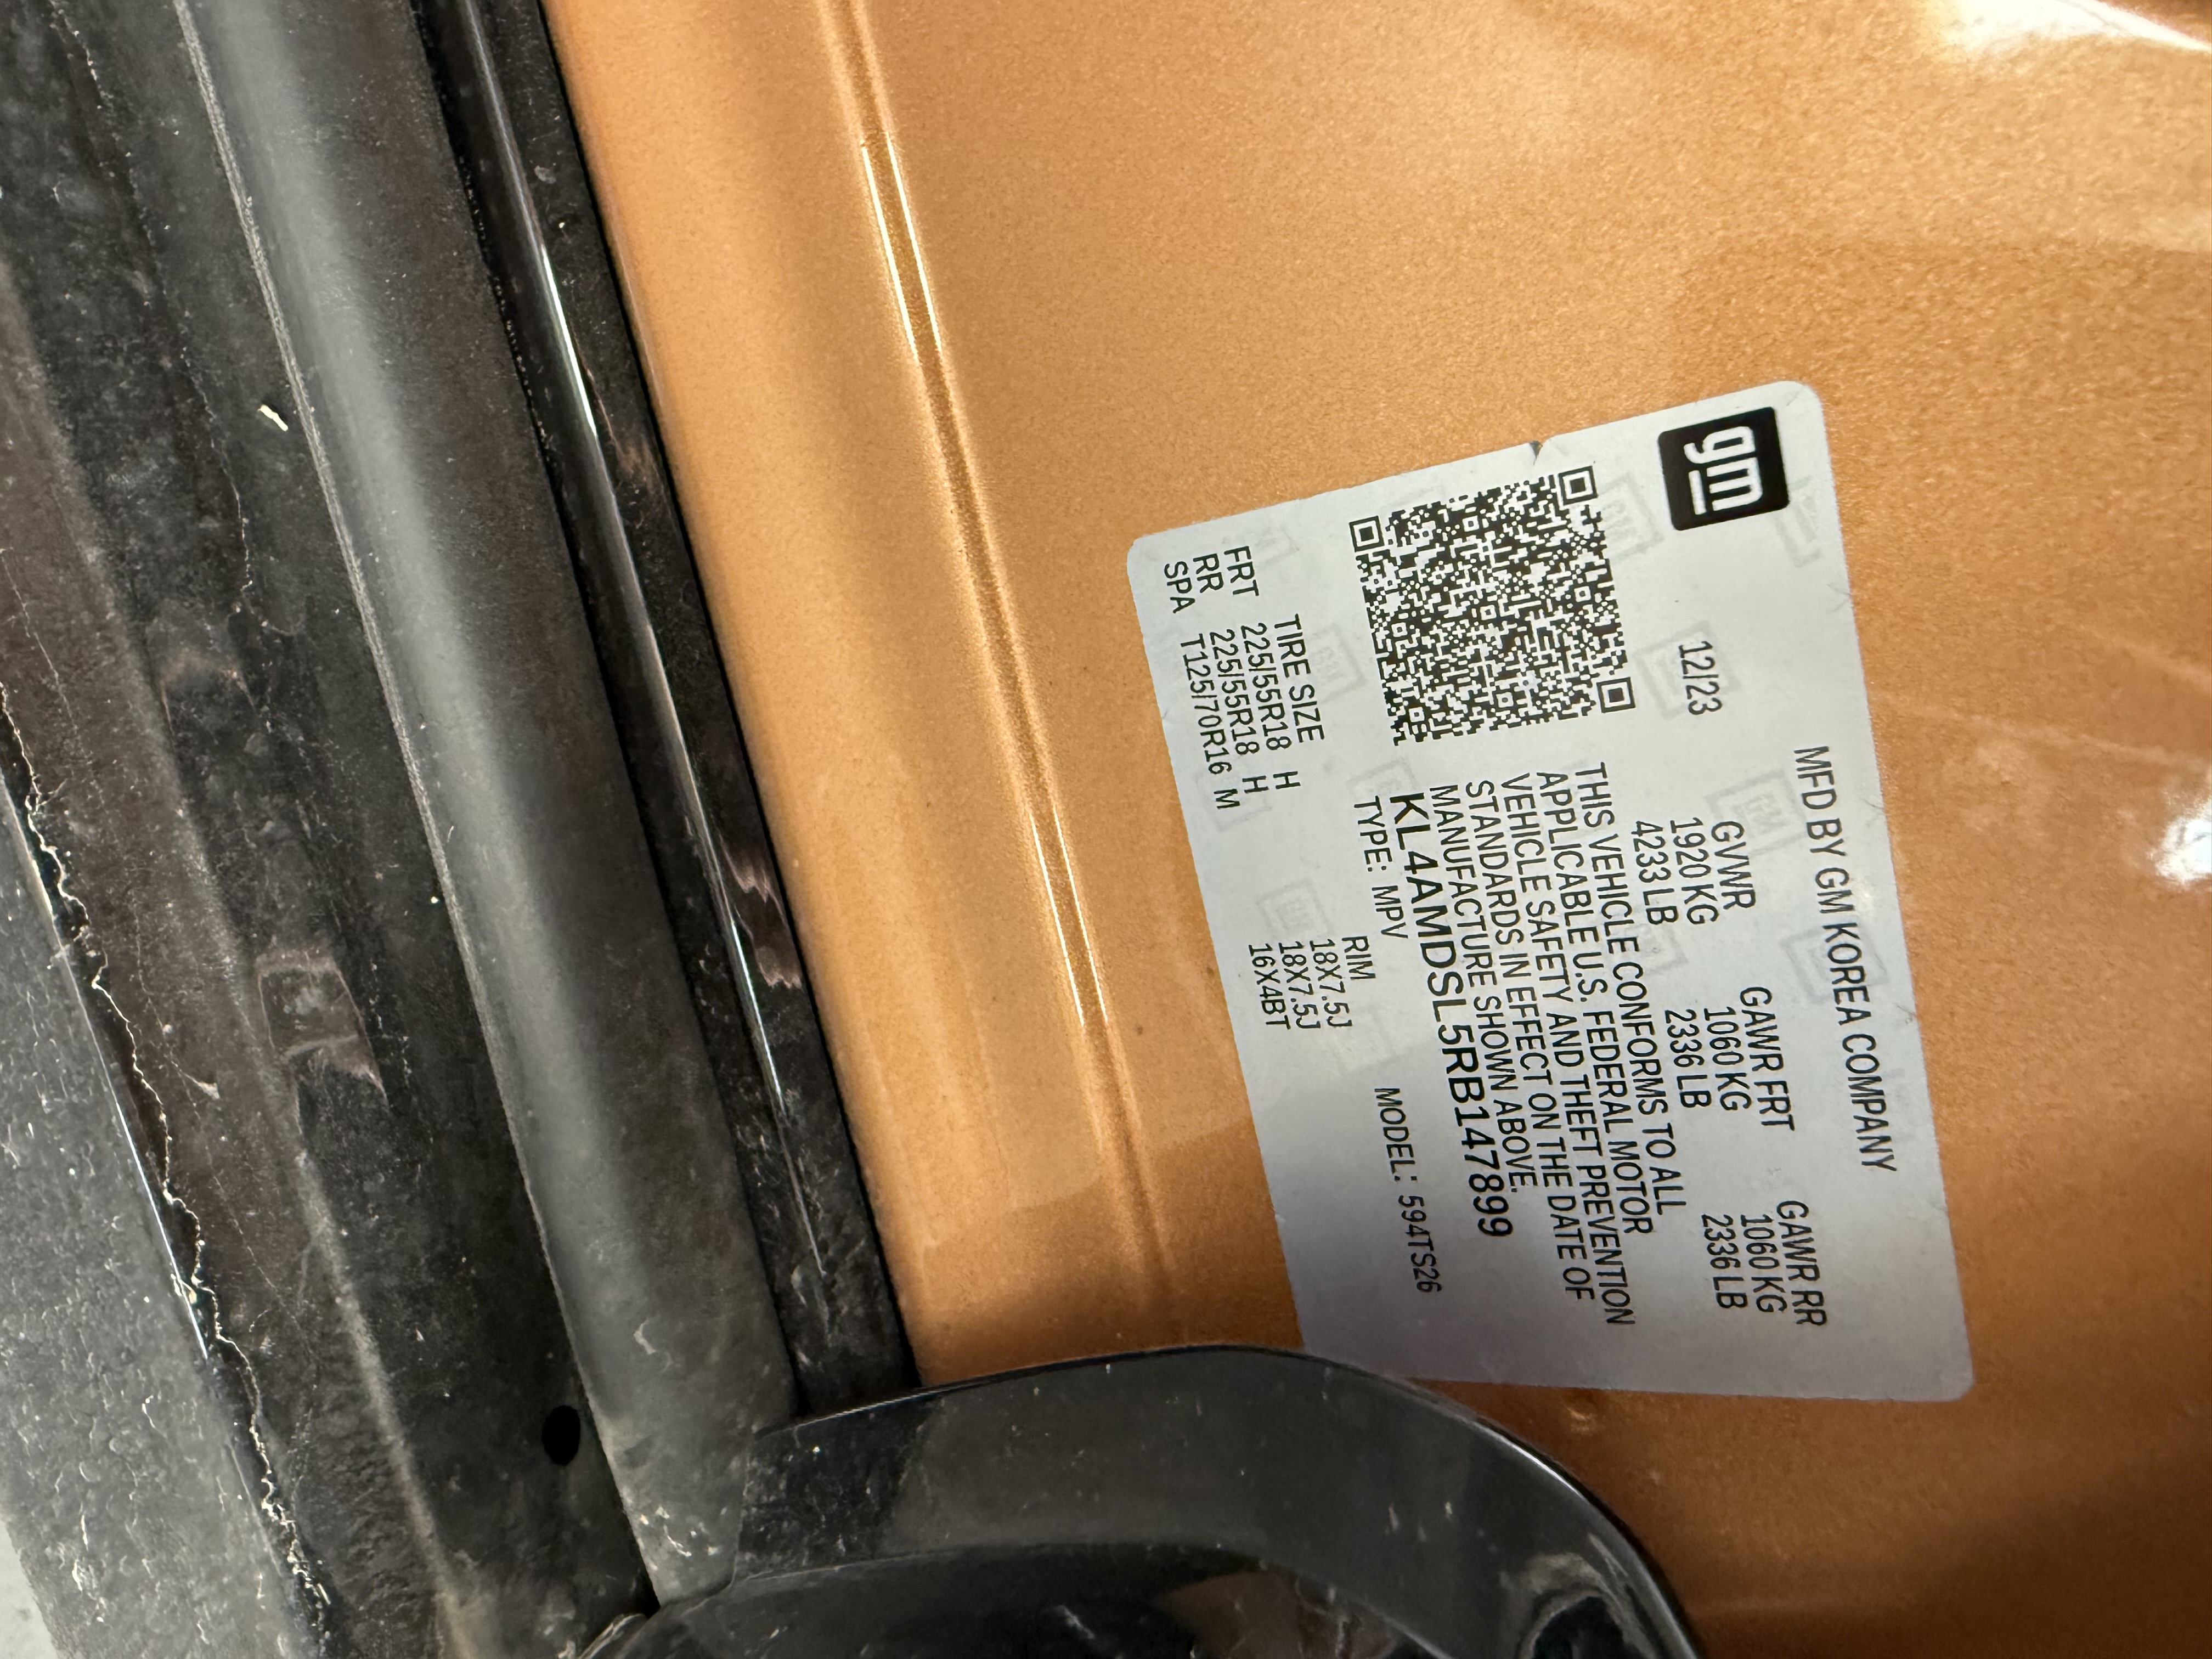 gm
MFD BY GM KOREA COMPANY
12/23
GVWR GAWR FRT GAWR RR
1920 KG 1060 KG 1060 KG
4233 LB 2336 LB 2336 LB
THIS VEHICLE CONFORMS TO ALL
APPLICABLE U.S. FEDERAL MOTOR
VEHICLE SAFETY AND THEFT PREVENTION
STANDARDS IN EFFECT ON THE DATE OF
MANUFACTURE SHOWN ABOVE.
KL4AMDSL5RB147899
TYPE: MPV MODEL: 594TS26
TIRE SIZE RIM
FRT 225/55R18 H 18X7.5J
RR 225/55R18 H 18X7.5J
SPA T125/70R16 M 16X4BT